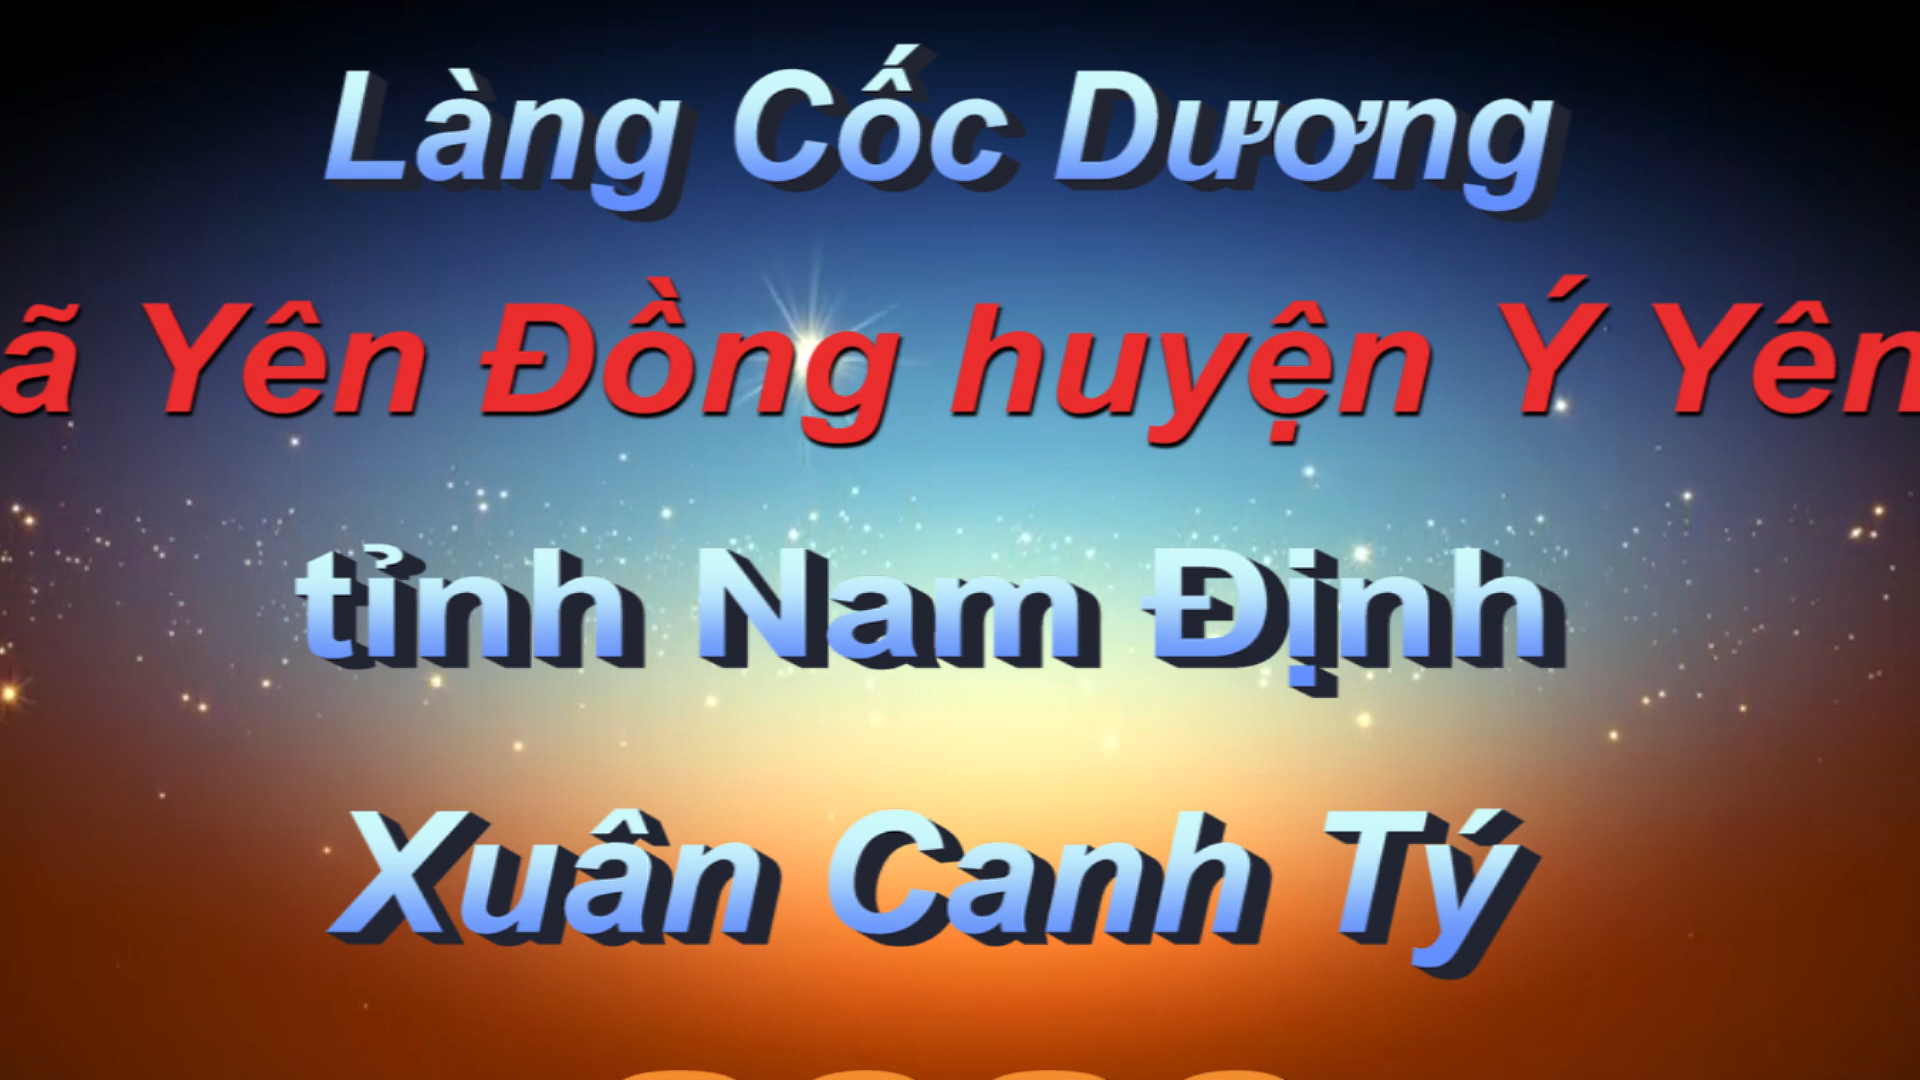 Làng Cốc Dương
ã Yên Đồng huyện Ý Yên
tỉnh Nam Định
Xuân Canh Tý